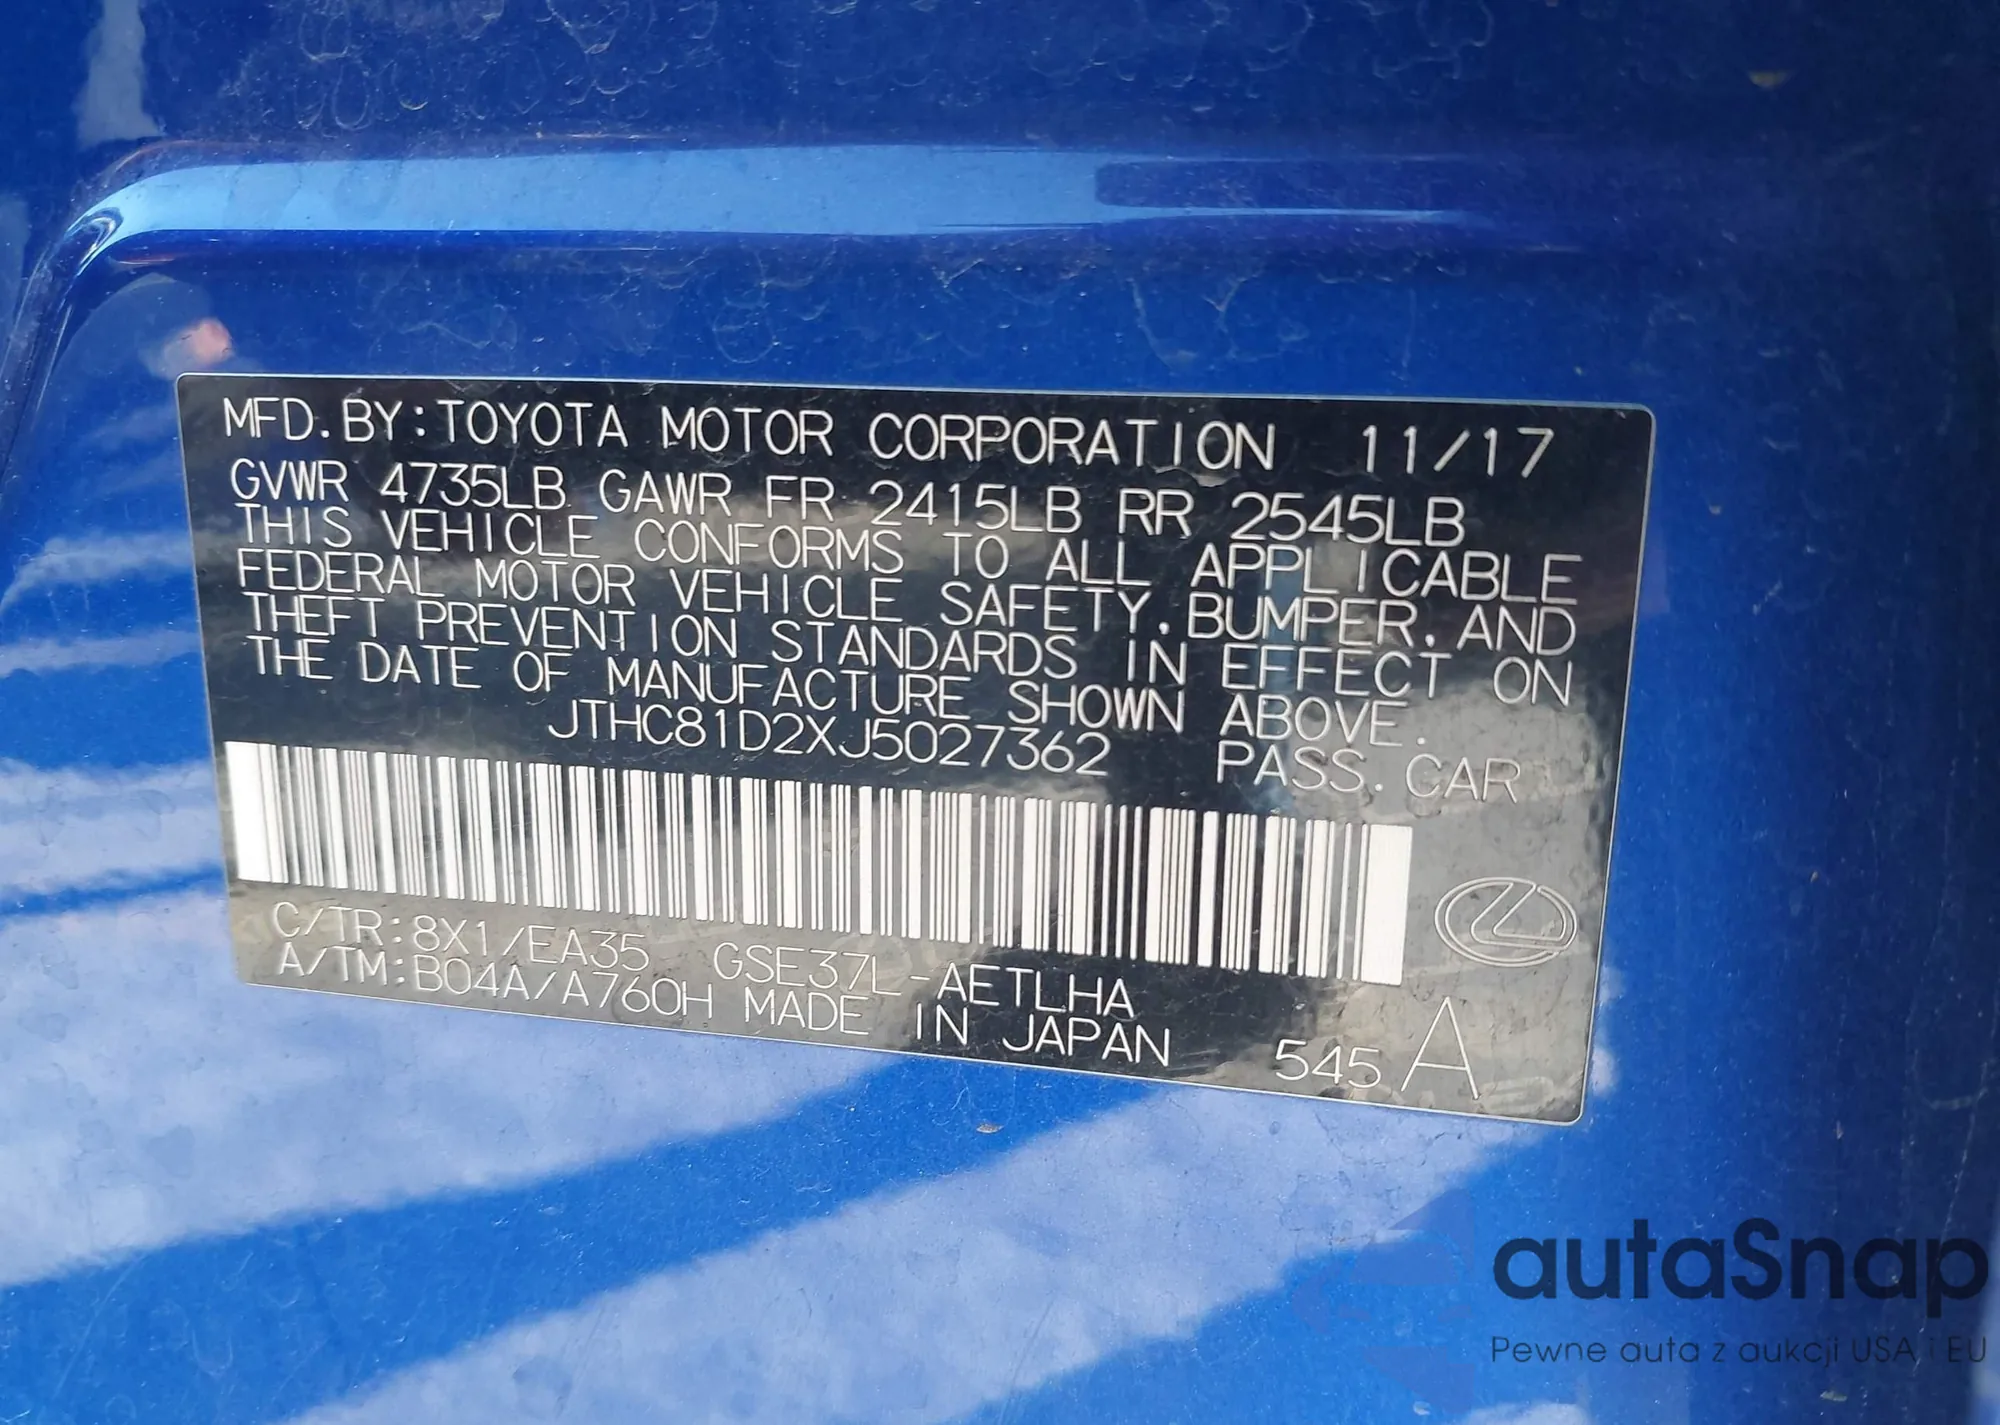 MFD. BY: TOYOTA MOTOR CORPORATION 11/17
GVWR 4735LB GAWR FR 2415LB RR 2545LB
THIS VEHICLE CONFORMS TO ALL APPLICABLE
FEDERAL MOTOR VEHICLE SAFETY, BUMPER, AND
THEFT PREVENTION STANDARDS IN EFFECT ON
THE DATE OF MANUFACTURE SHOWN ABOVE.
JTHC81D2XJ5027362 PASS. CAR
C/TR: 8X1/EA35 GSE37L-AETLHA
A/TM: B04A/A760H MADE IN JAPAN 545 A
autaSnap
Pewne auta z aukcji USA i EU